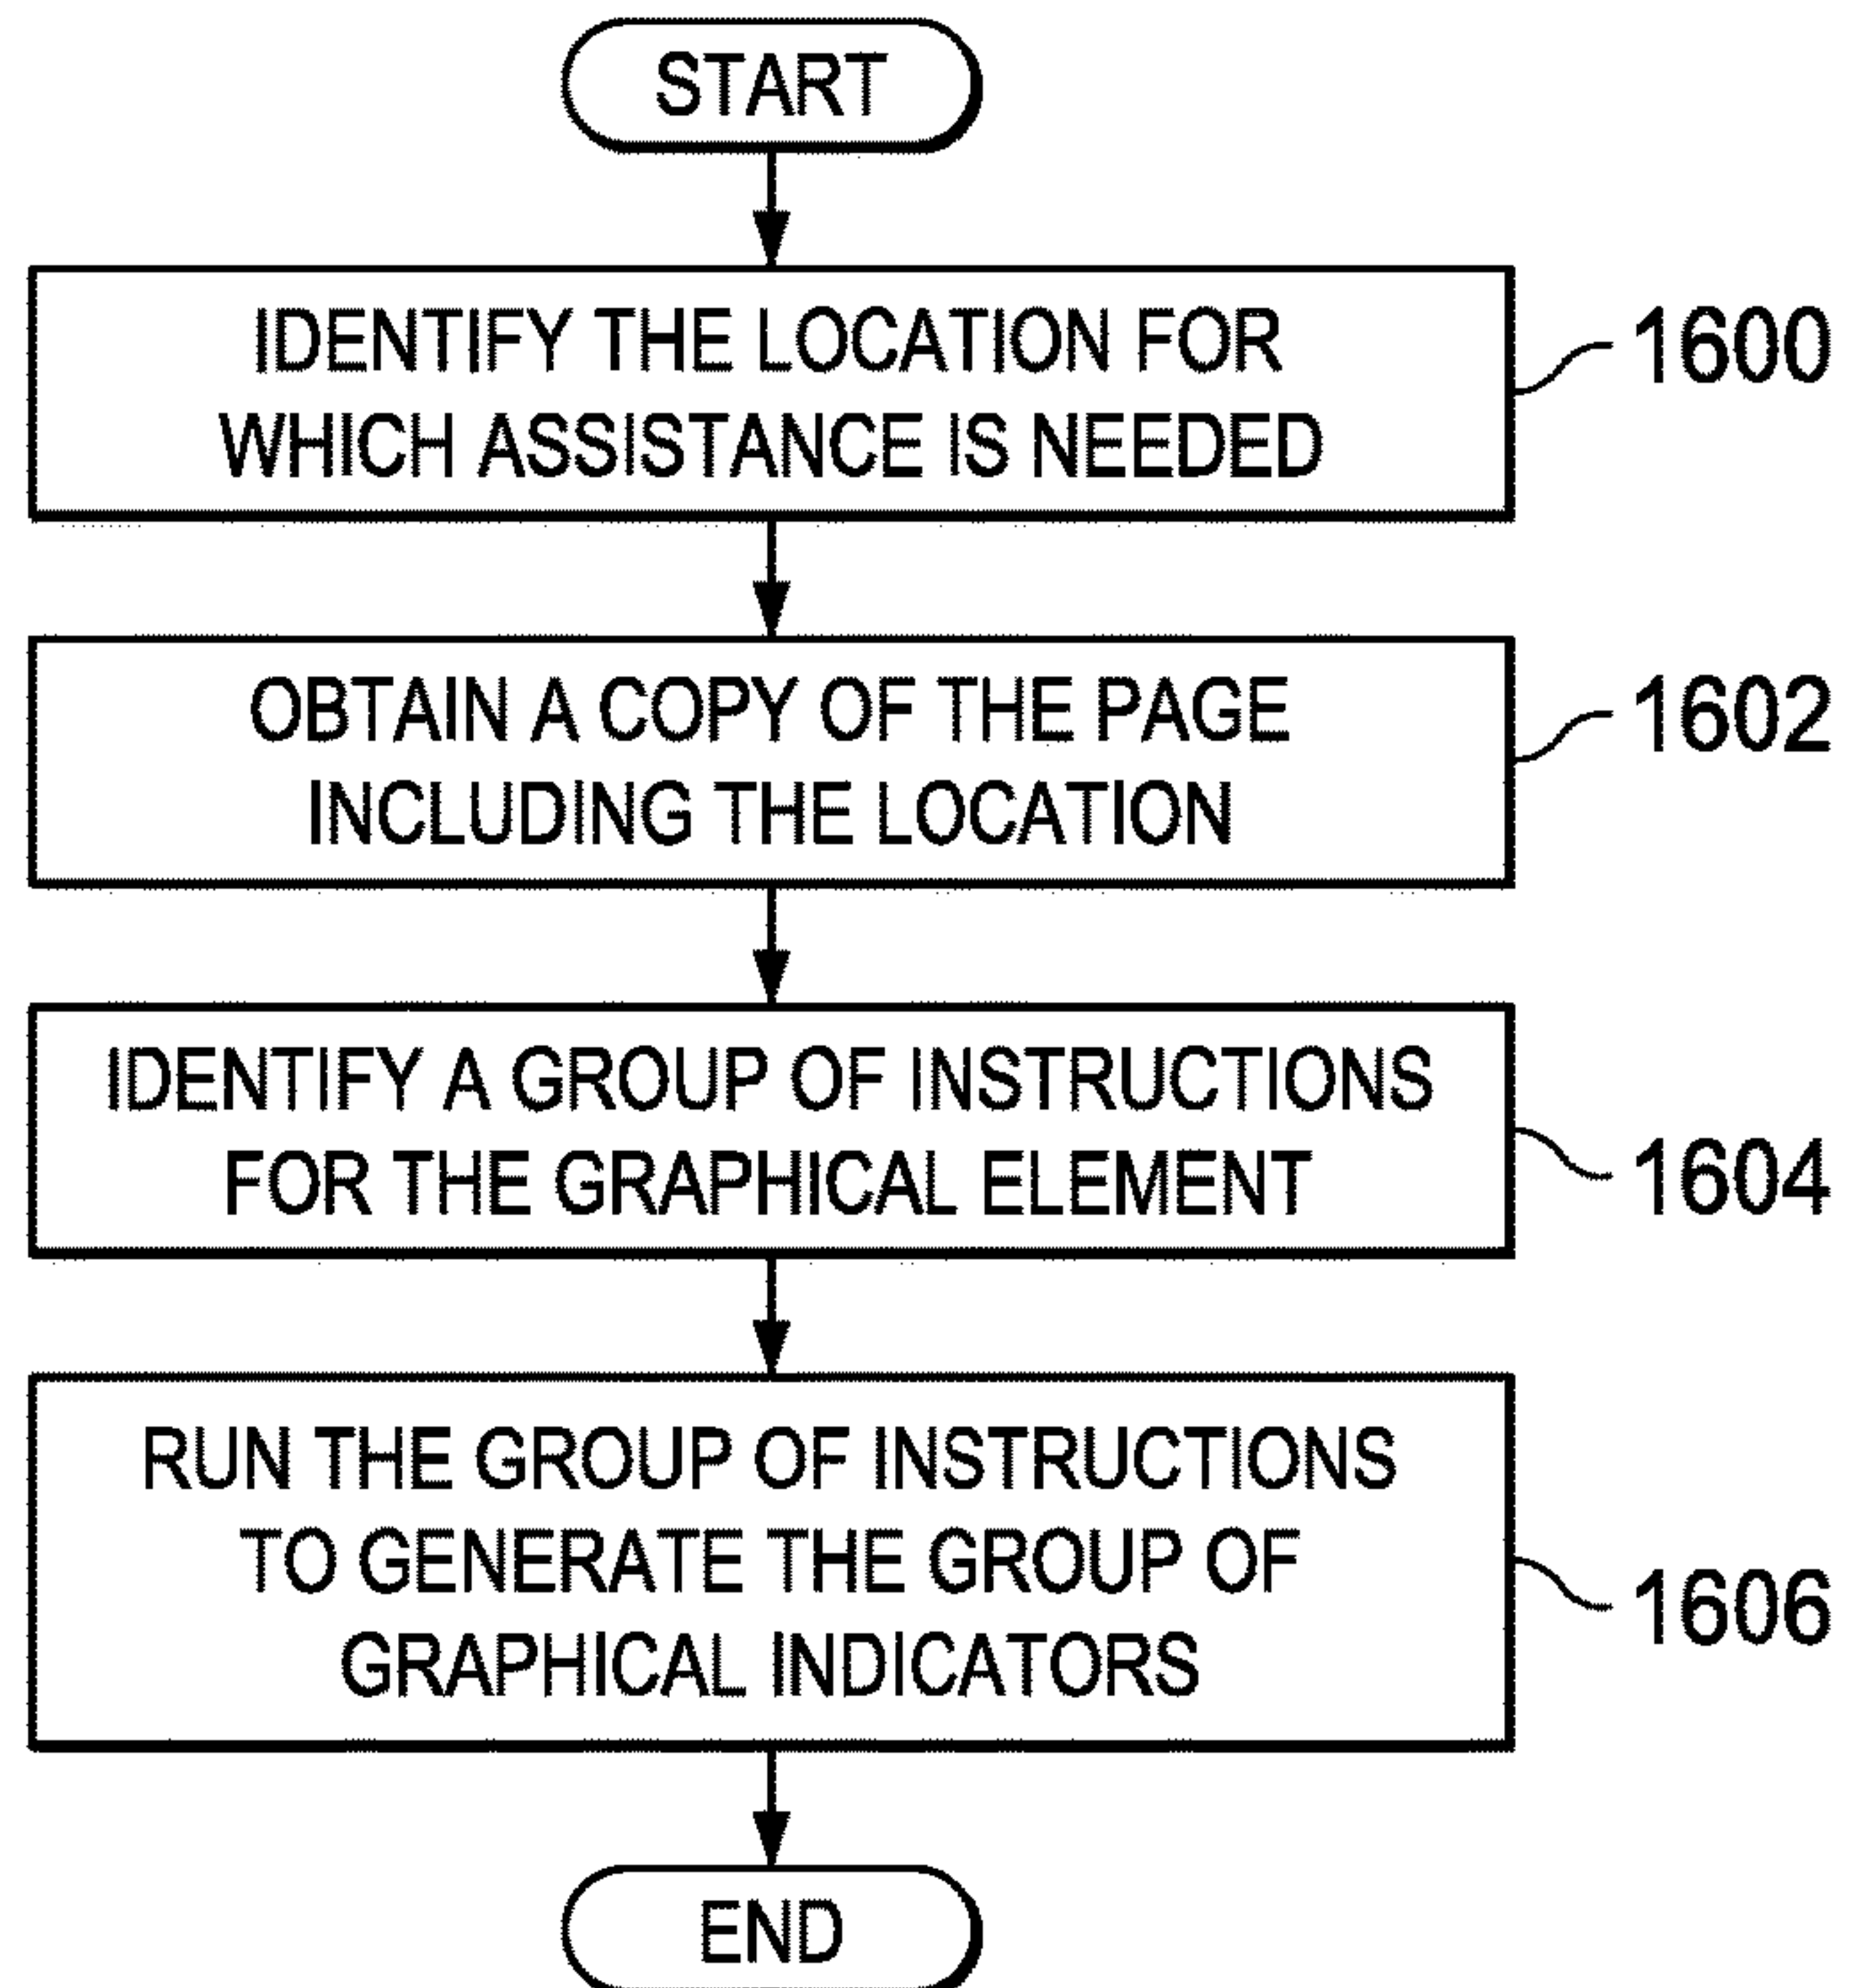 START
IDENTIFY THE LOCATION FOR
WHICH ASSISTANCE IS NEEDED
1600
OBTAIN A COPY OF THE PAGE
INCLUDING THE LOCATION
1602
IDENTIFY A GROUP OF INSTRUCTIONS
FOR THE GRAPHICAL ELEMENT
1604
RUN THE GROUP OF INSTRUCTIONS
TO GENERATE THE GROUP OF
GRAPHICAL INDICATORS
1606
END